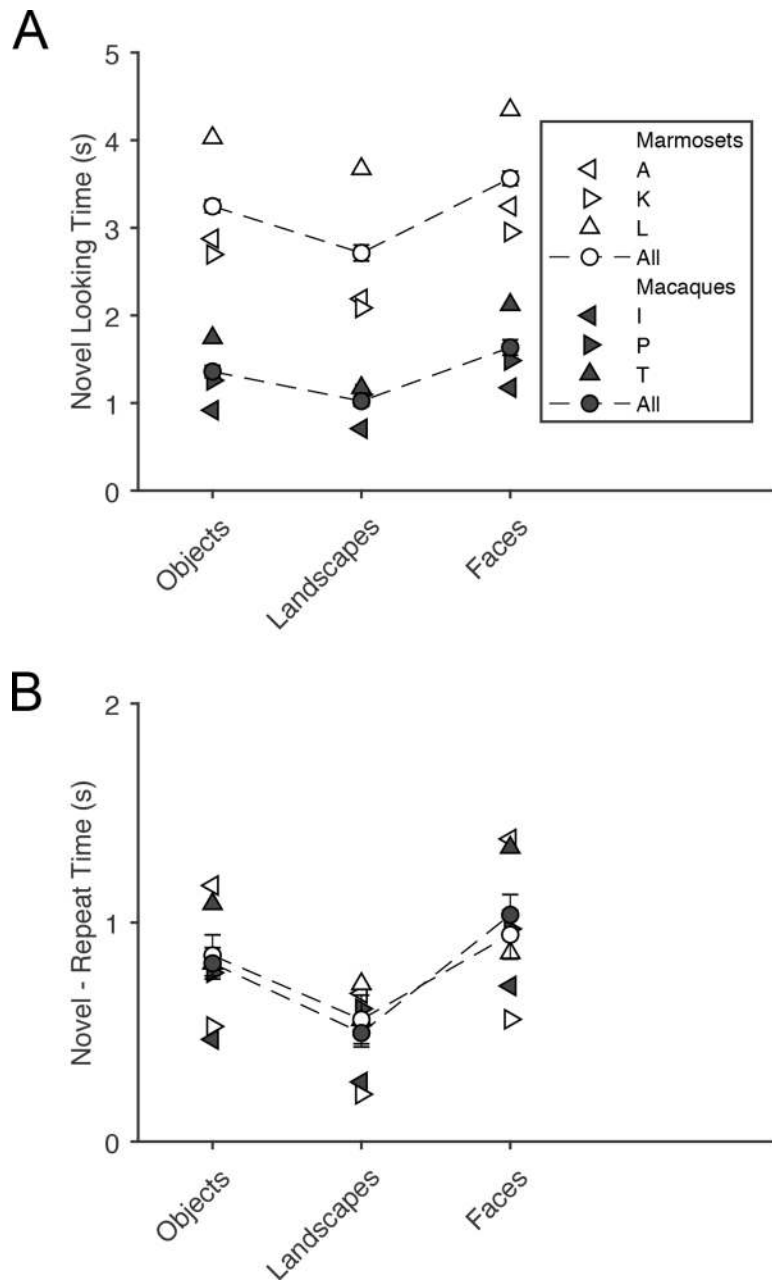 A
Novel Looking Time (s)
5
4
3
2
1
0
Objects
Landscapes
Faces
Marmosets
A
K
L
All
Macaques
I
P
T
All
B
Novel - Repeat Time (s)
2
1
0
Objects
Landscapes
Faces